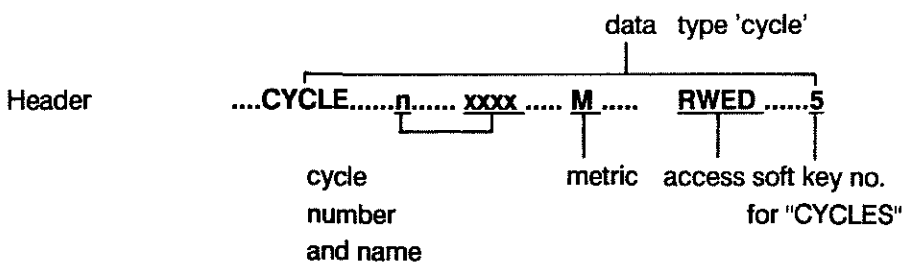 data type 'cycle'
Header ....CYCLE......n...... xxxx ..... M ..... RWED ......5
cycle metric access soft key no.
number for "CYCLES"
and name